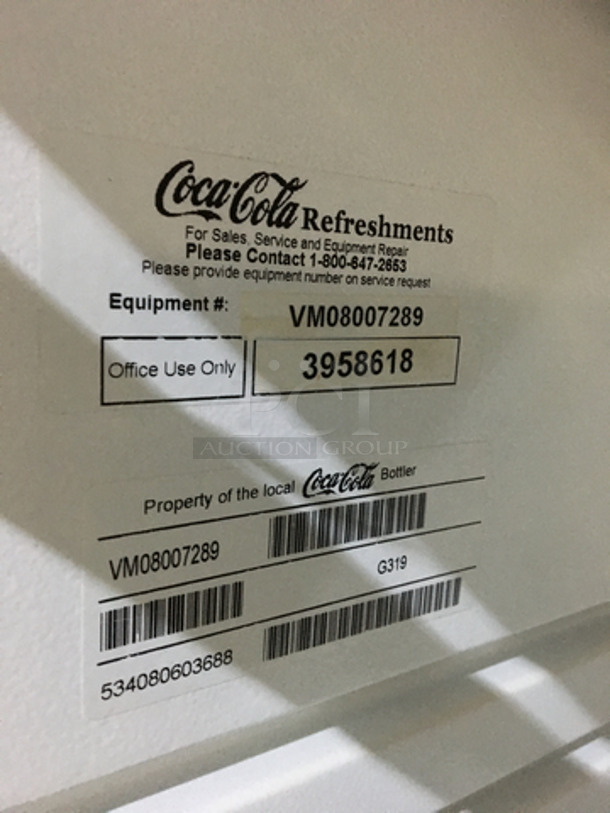 Coca-Cola Refreshments
For Sales, Service and Equipment Repair
Please Contact 1-800-647-2653
Please provide equipment number on service request
Equipment #: VM08007289
Office Use Only 3958618
AUCTION GROUP
Property of the local Coca-Cola Bottler
VM08007289
G319
534080603688